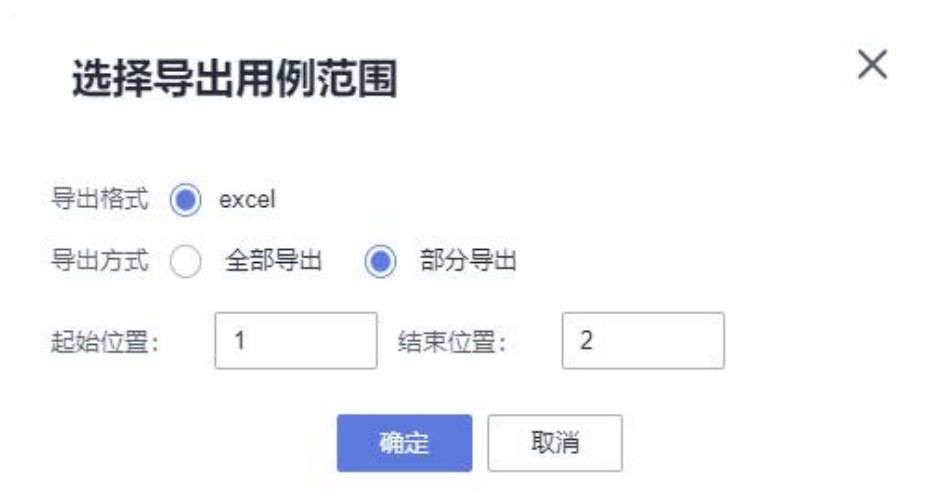 选择导出用例范围
导出格式 excel
导出方式 全部导出 部分导出
起始位置： 1 结束位置： 2
确定 取消